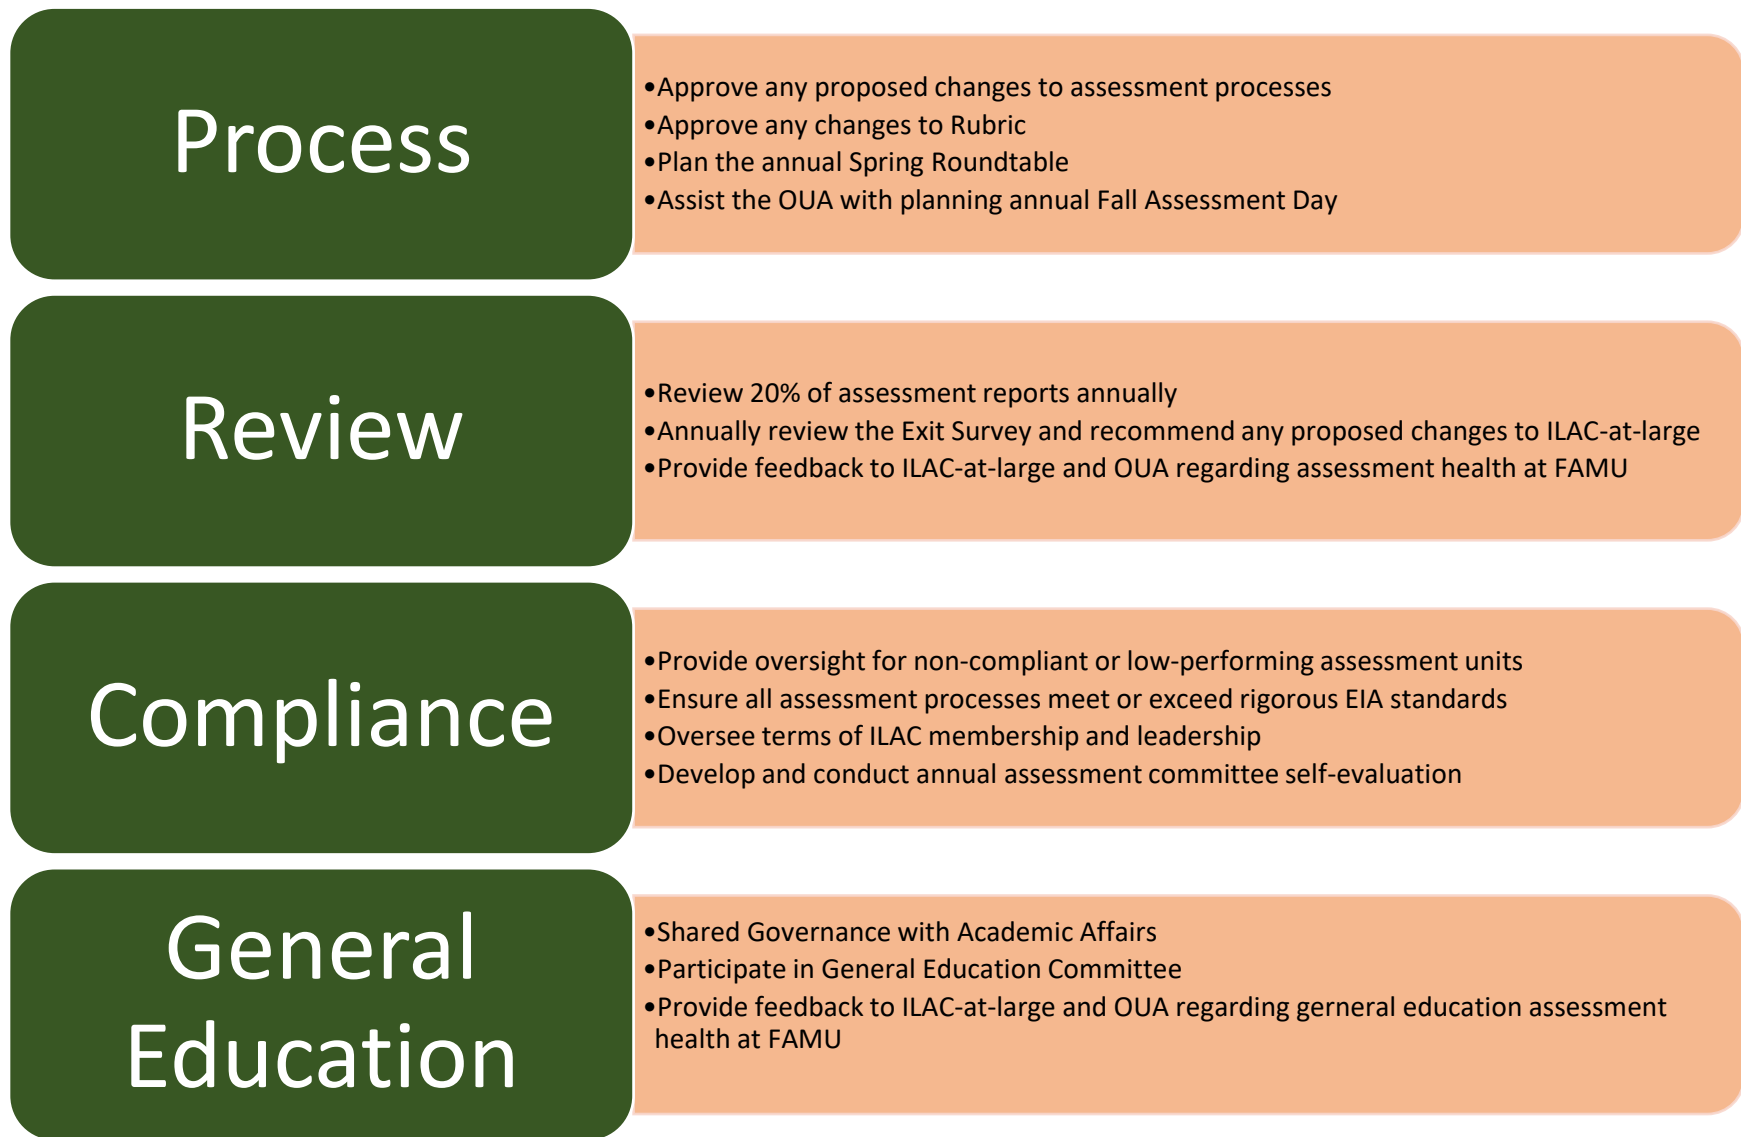 Process
•Approve any proposed changes to assessment processes
•Approve any changes to Rubric
•Plan the annual Spring Roundtable
•Assist the OUA with planning annual Fall Assessment Day
Review
•Review 20% of assessment reports annually
•Annually review the Exit Survey and recommend any proposed changes to ILAC-at-large
•Provide feedback to ILAC-at-large and OUA regarding assessment health at FAMU
Compliance
•Provide oversight for non-compliant or low-performing assessment units
•Ensure all assessment processes meet or exceed rigorous EIA standards
•Oversee terms of ILAC membership and leadership
•Develop and conduct annual assessment committee self-evaluation
General
Education
•Shared Governance with Academic Affairs
•Participate in General Education Committee
•Provide feedback to ILAC-at-large and OUA regarding gerneral education assessment
health at FAMU